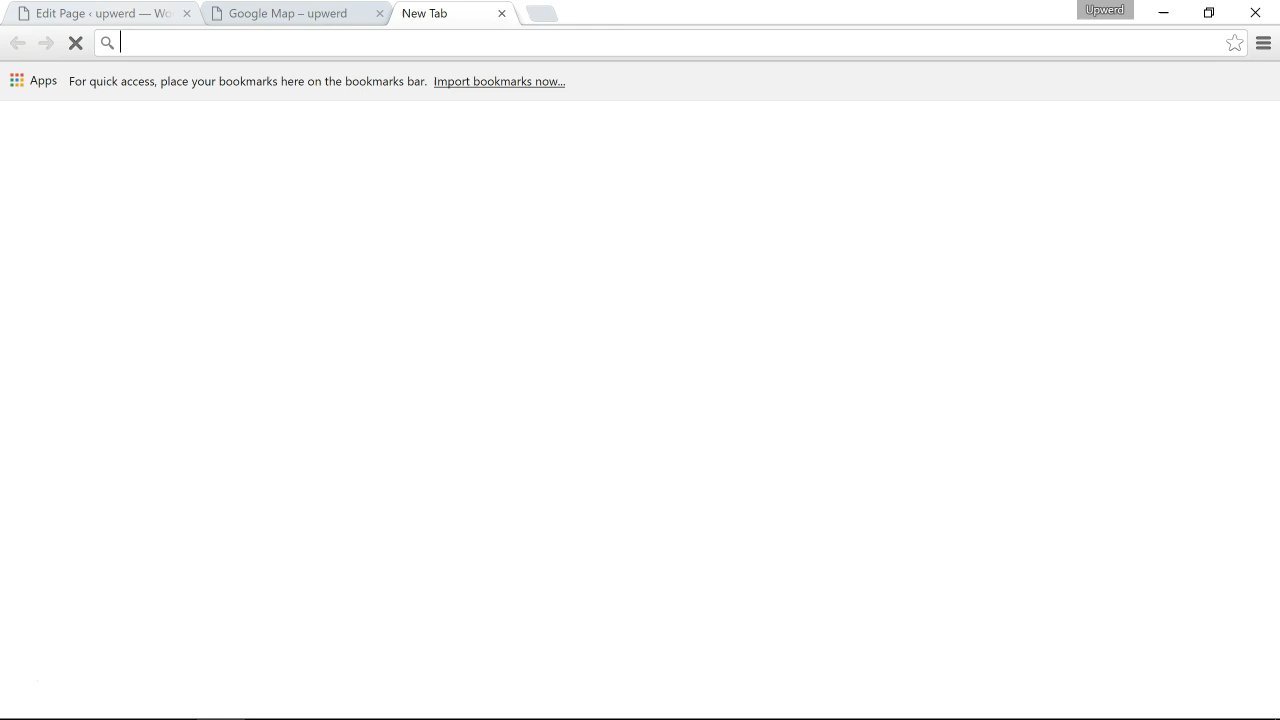 Edit Page ‹ upwerd — Wo
Google Map – upwerd
New Tab
Upwerd
Apps
For quick access, place your bookmarks here on the bookmarks bar. Import bookmarks now...